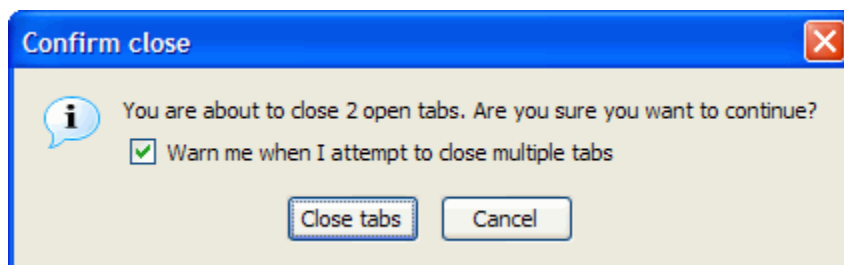 Confirm close
You are about to close 2 open tabs. Are you sure you want to continue?
Warn me when I attempt to close multiple tabs
Close tabs
Cancel